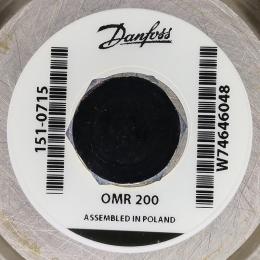 Danfoss
151-0715
W74646048
OMR 200
ASSEMBLED IN POLAND